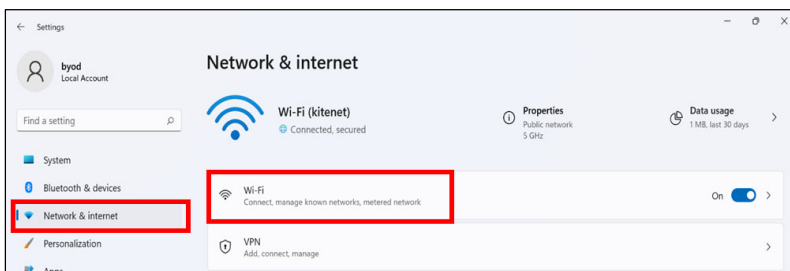 Settings
byod
Local Account
Find a setting
System
Bluetooth & devices
Network & internet
Personalization
Apps
Network & internet
Wi-Fi (kitenet)
Connected, secured
Properties
Public network
5 GHz
Data usage
1 MB, last 30 days
Wi-Fi
Connect, manage known networks, metered network
On
VPN
Add, connect, manage